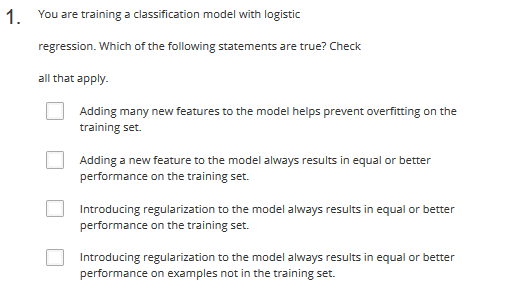 1. You are training a classification model with logistic
regression. Which of the following statements are true? Check
all that apply.
Adding many new features to the model helps prevent overfitting on the
training set.
Adding a new feature to the model always results in equal or better
performance on the training set.
Introducing regularization to the model always results in equal or better
performance on the training set.
Introducing regularization to the model always results in equal or better
performance on examples not in the training set.